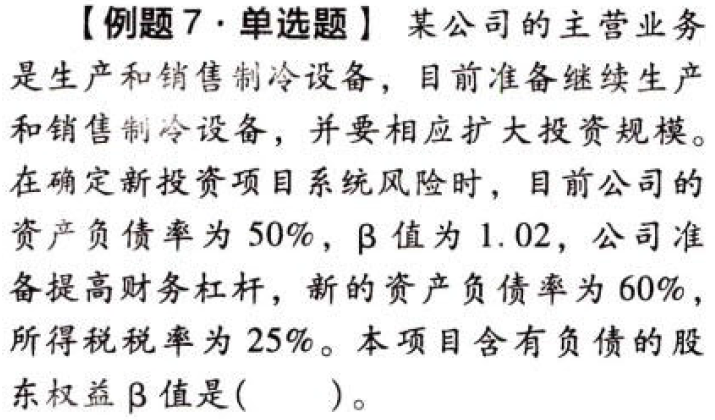 【例题7·单选题】 某公司的主营业务
是生产和销售制冷设备，目前准备继续生产
和销售制冷设备，并要相应扩大投资规模。
在确定新投资项目系统风险时，目前公司的
资产负债率为 50%，β 值为 1.02，公司准
备提高财务杠杆，新的资产负债率为 60%，
所得税税率为 25%。本项目含有负债的股
东权益 β 值是(　　)。